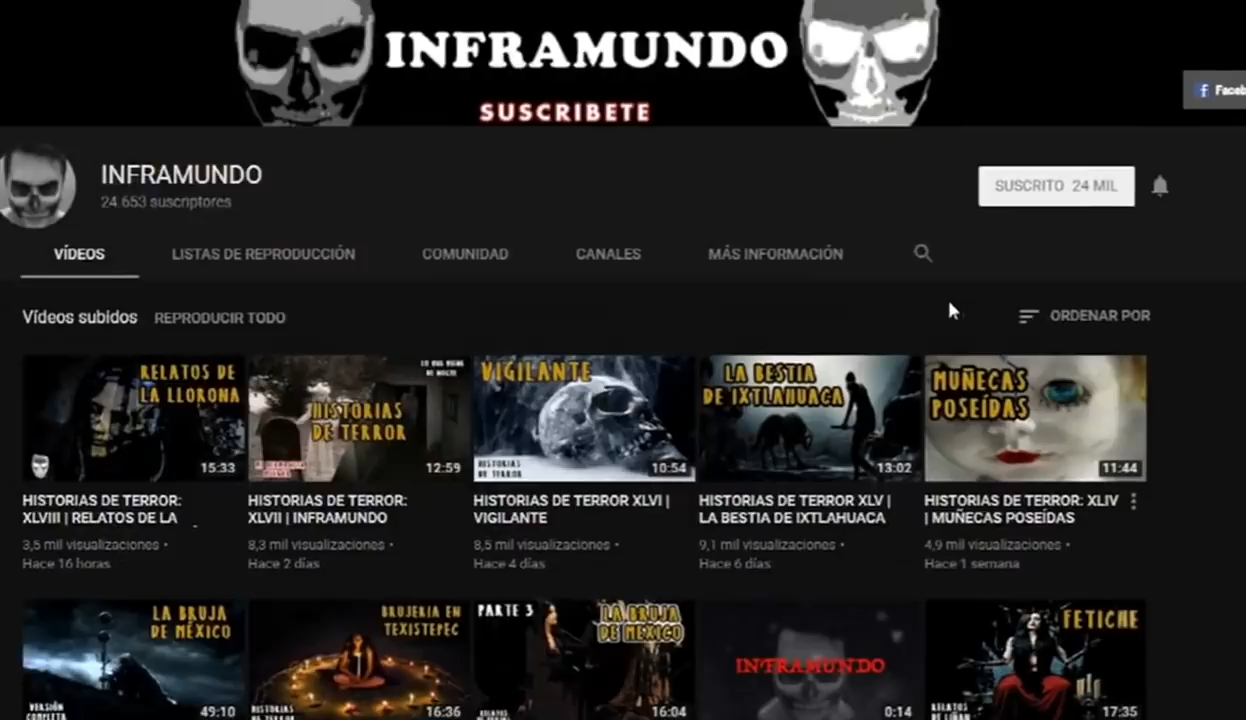 INFRAMUNDO
SUSCRIBETE
Faceb
INFRAMUNDO
24.653 suscriptores
SUSCRITO 24 MIL
VÍDEOS
LISTAS DE REPRODUCCIÓN
COMUNIDAD
CANALES
MÁS INFORMACIÓN
Vídeos subidos
REPRODUCIR TODO
ORDENAR POR
RELATOS DE
LA LLORONA
15:33
HISTORIAS DE TERROR:
XLVIII | RELATOS DE LA
3,5 mil visualizaciones •
Hace 16 horas
HISTORIAS
DE TERROR
12:59
HISTORIAS DE TERROR:
XLVII | INFRAMUNDO
8,3 mil visualizaciones •
Hace 2 días
VIGILANTE
HISTORIAS
DE TERROR
10:54
HISTORIAS DE TERROR XLVI |
VIGILANTE
8,5 mil visualizaciones •
Hace 4 días
LA BESTIA
DE IXTLAHUACA
13:02
HISTORIAS DE TERROR XLV |
LA BESTIA DE IXTLAHUACA
9,1 mil visualizaciones •
Hace 6 días
MUÑECAS
POSEÍDAS
11:44
HISTORIAS DE TERROR: XLIV
| MUÑECAS POSEÍDAS
4,9 mil visualizaciones •
Hace 1 semana
LA BRUJA
DE MÉXICO
VERSIÓN
COMPLETA
49:10
BRUJERIA EN
TEXISTEPEC
HISTORIAS
16:36
PARTE 3
LA BRUJA
DE MEXICO
RELATOS
16:04
INFRAMUNDO
0:14
FETICHE
RELATOS
17:35